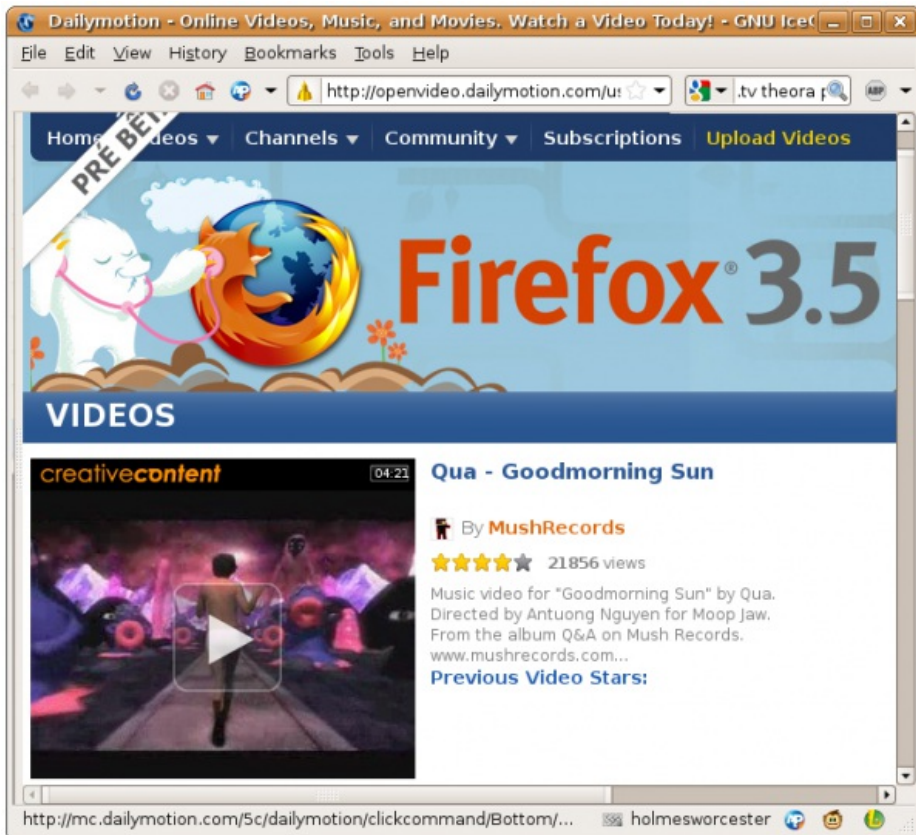 Dailymotion - Online Videos, Music, and Movies. Watch a Video Today! - GNU Ice
File Edit View History Bookmarks Tools Help
http://openvideo.dailymotion.com/us .tv theora ABP
PRÉ BÊT
Home Videos Channels Community Subscriptions Upload Videos
Firefox® 3.5
VIDEOS
creativecontent 04:21
Qua - Goodmorning Sun
By MushRecords
21856 views
Music video for "Goodmorning Sun" by Qua.
Directed by Antuong Nguyen for Moop Jaw.
From the album Q&A on Mush Records.
www.mushrecords.com...
Previous Video Stars:
http://mc.dailymotion.com/5c/dailymotion/clickcommand/Bottom/... holmesworcester